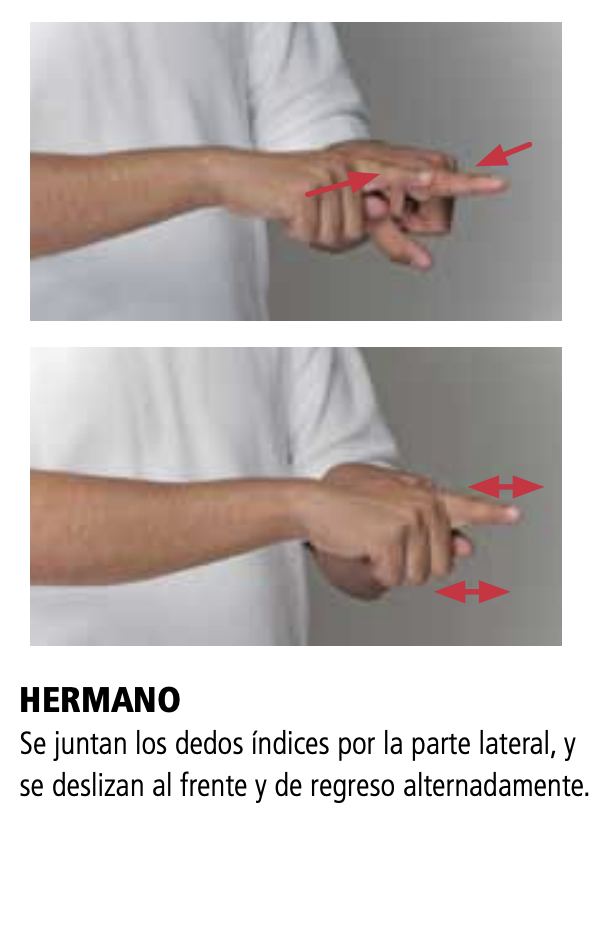 HERMANO
Se juntan los dedos índices por la parte lateral, y
se deslizan al frente y de regreso alternadamente.